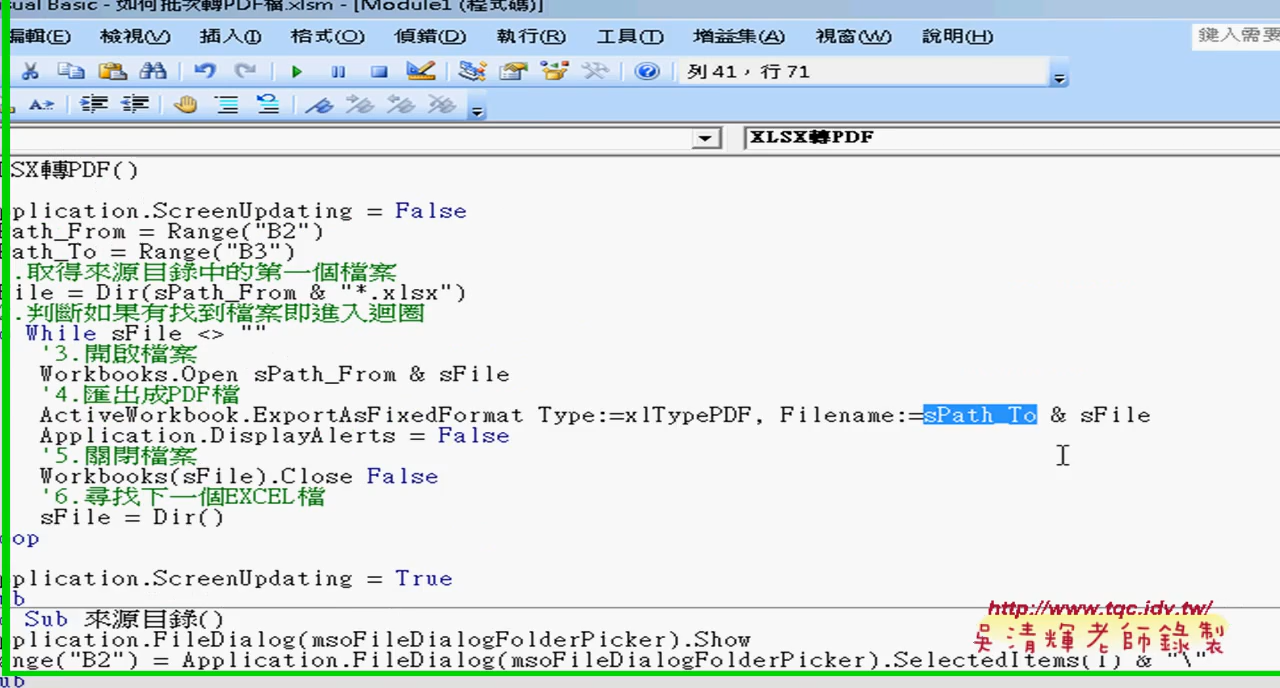 sual Basic - 如何批次轉PDF檔.xlsm - [Module1 (程式碼)]
編輯(E) 檢視(V) 插入(I) 格式(O) 偵錯(D) 執行(R) 工具(T) 增益集(A) 視窗(W) 說明(H) 鍵入需要
列 41，行 71
XLSX轉PDF
LSX轉PDF()
pplication.ScreenUpdating = False
Path_From = Range("B2")
Path_To = Range("B3")
.取得來源目錄中的第一個檔案
File = Dir(sPath_From & "*.xlsx")
.判斷如果有找到檔案即進入迴圈
While sFile <> ""
'3.開啟檔案
Workbooks.Open sPath_From & sFile
'4.匯出成PDF檔
ActiveWorkbook.ExportAsFixedFormat Type:=xlTypePDF, Filename:=sPath_To & sFile
Application.DisplayAlerts = False
'5.關閉檔案
Workbooks(sFile).Close False
'6.尋找下一個EXCEL檔
sFile = Dir()
oop
pplication.ScreenUpdating = True
ub
Sub 來源目錄()
pplication.FileDialog(msoFileDialogFolderPicker).Show
ange("B2") = Application.FileDialog(msoFileDialogFolderPicker).SelectedItems(1) & "\"
ub
http://www.tqc.idv.tw/
吳清輝老師錄製